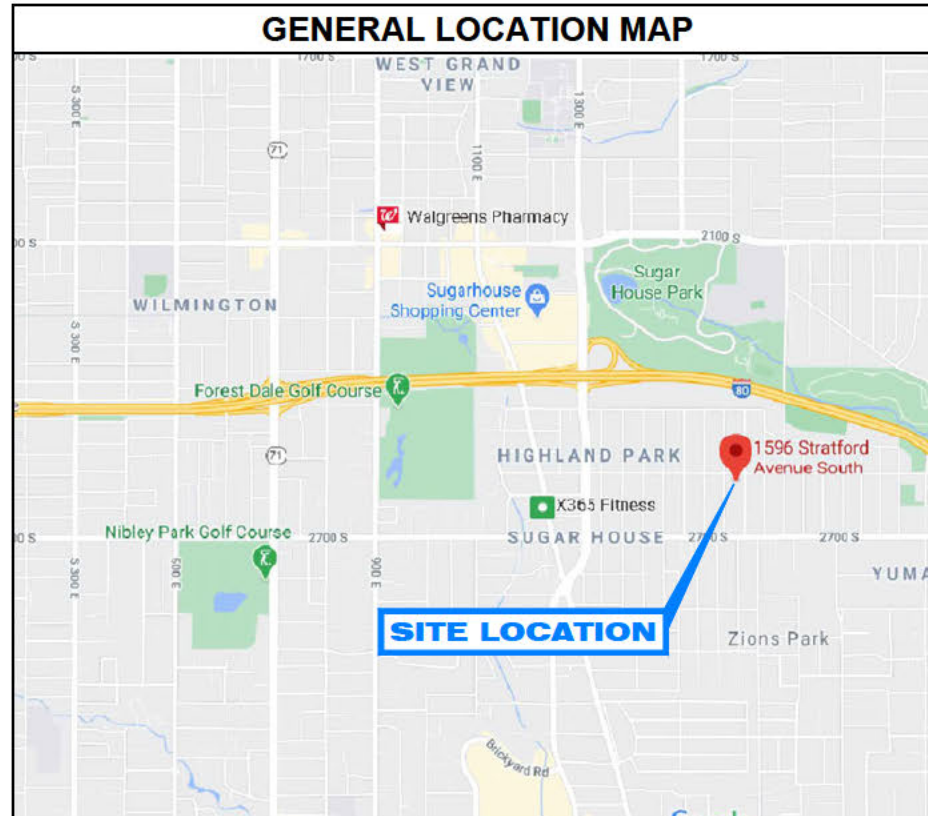 GENERAL LOCATION MAP
1700 S
1700 S
WEST GRAND
VIEW
S 300 E
1300 E
71
1100 E
Walgreens Pharmacy
2100 S
Sugar
House Park
Sugarhouse
Shopping Center
WILMINGTON
S 300 E
Forest Dale Golf Course
80
HIGHLAND PARK
1596 Stratford
Avenue South
71
X365 Fitness
Nibley Park Golf Course
2700 S
SUGAR HOUSE
2700 S
2700 S
S 300 E
500 E
900 E
YUMA
SITE LOCATION
Zions Park
Brickyard Rd